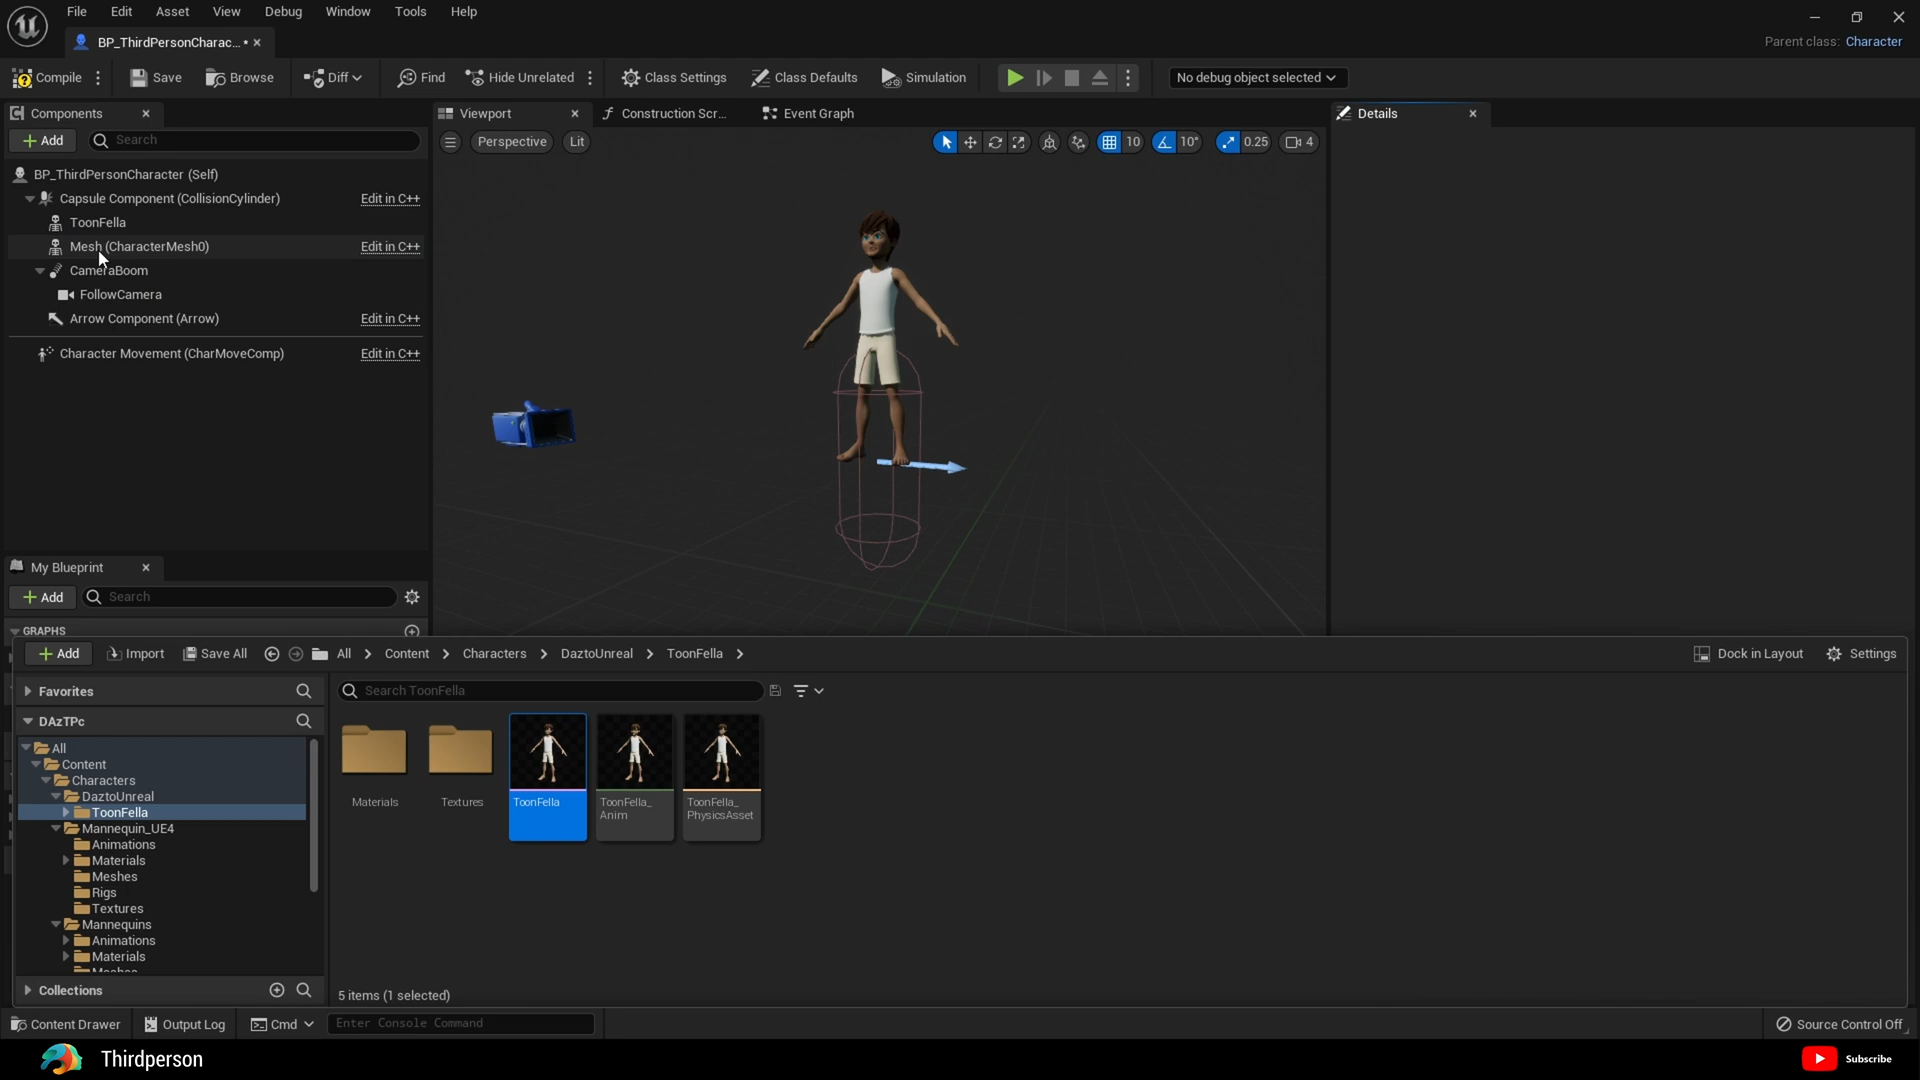 File Edit Asset View Window Debug Tools Help
BP_ThirdPersonCharac... •
Parent class: Character
Compile Save Browse Diff Find Hide Unrelated Class Settings Class Defaults Simulation No debug object selected
Components
Viewport Construction Scr... Event Graph
Details
Add Search
Perspective Lit 10 10° 0.25 4
BP_ThirdPersonCharacter (Self)
Capsule Component (CollisionCylinder) Edit in C++
ToonFella
Mesh (CharacterMesh0) Edit in C++
CameraBoom
FollowCamera
Arrow Component (Arrow) Edit in C++
Character Movement (CharMoveComp) Edit in C++
My Blueprint
Add Search
GRAPHS
Add Import Save All All > Content > Characters > DaztoUnreal > ToonFella > Dock in Layout Settings
Favorites
Search ToonFella
DAzTPc
All
Content
Characters
DaztoUnreal
ToonFella
Mannequin_UE4
Animations
Materials
Meshes
Rigs
Textures
Mannequins
Animations
Materials
Meshes
Collections
Materials
Textures
ToonFella
ToonFella_
Anim
ToonFella_
PhysicsAsset
5 items (1 selected)
Content Drawer Output Log Cmd Enter Console Command Source Control Off
Thirdperson
Subscribe